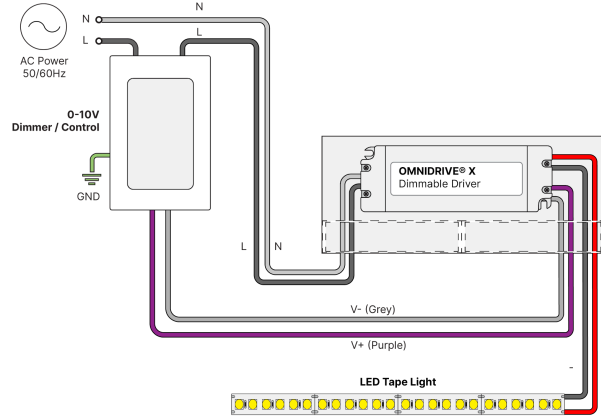 N
N
L
L
AC Power
50/60Hz
0-10V
Dimmer / Control
GND
OMNIDRIVE® X
Dimmable Driver
L
N
V- (Grey)
V+ (Purple)
-
LED Tape Light